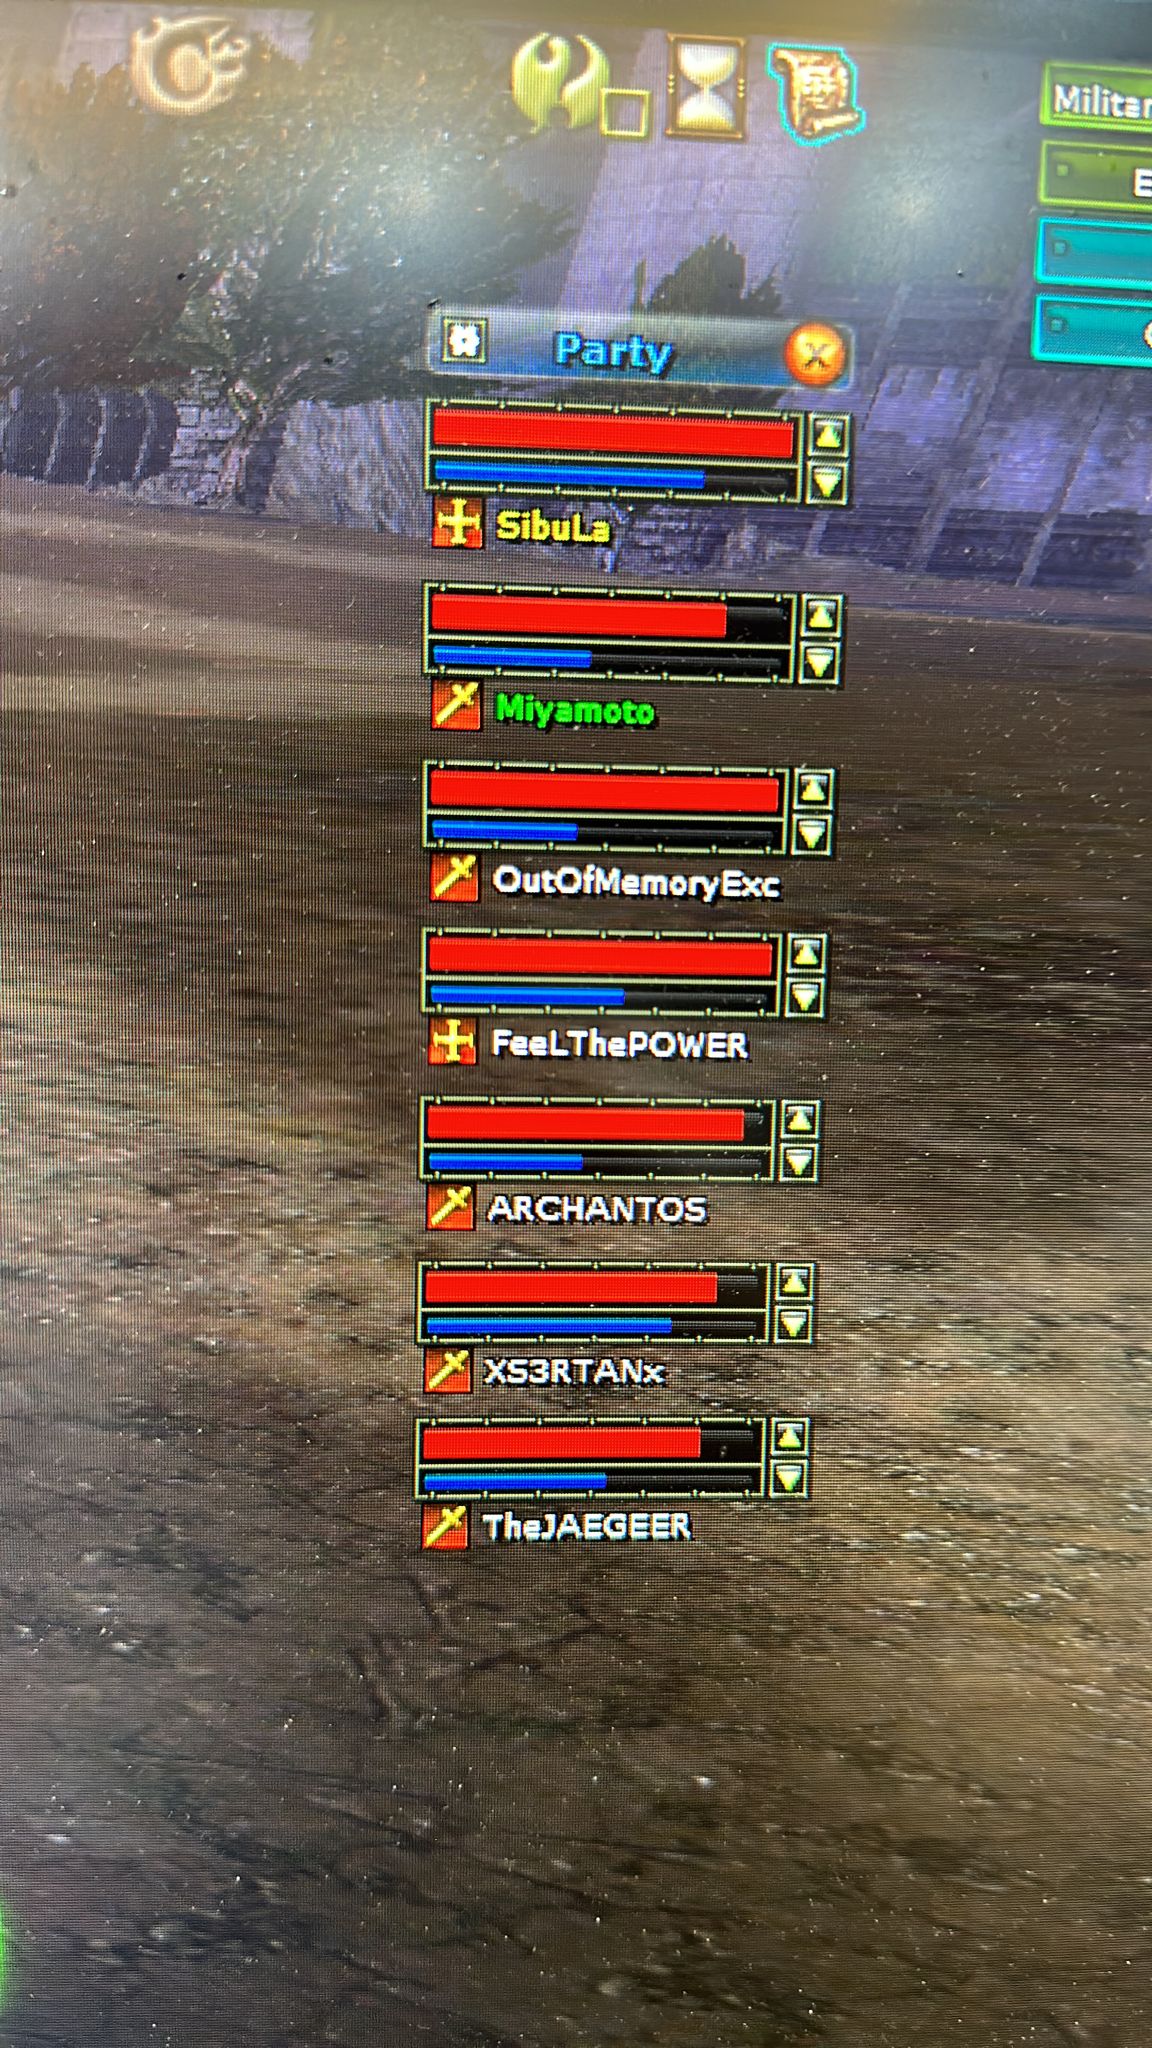 Party
SibuLa
Miyamoto
OutOfMemoryExc
FeeLThePOWER
ARCHANTOS
XS3RTANx
TheJAEGEER